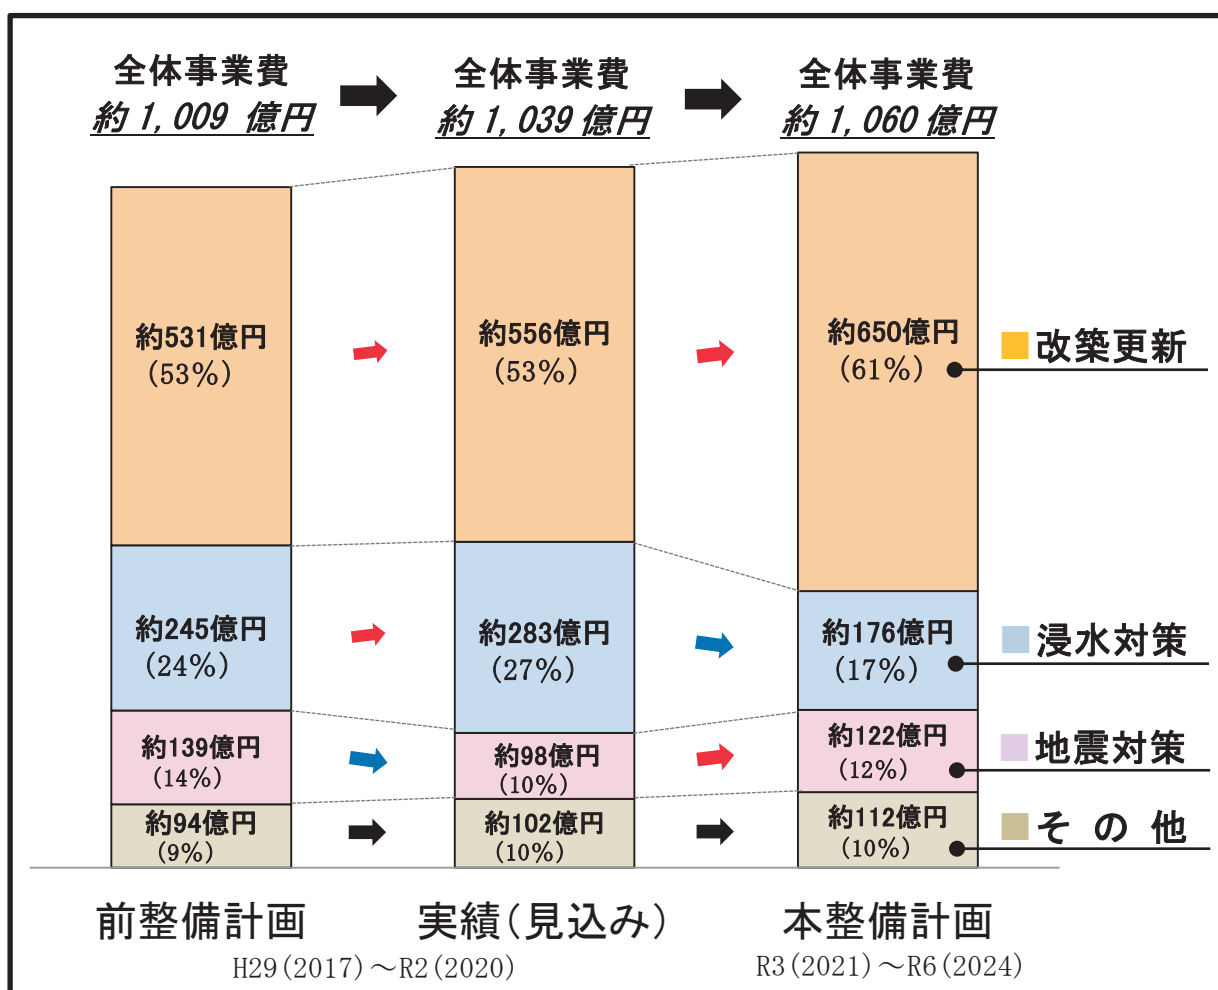 全体事業費
約 1,009 億円
全体事業費
約 1,039 億円
全体事業費
約 1,060 億円
約531億円
(53%)
約556億円
(53%)
約650億円
(61%)
改築更新
約245億円
(24%)
約283億円
(27%)
約176億円
(17%)
浸水対策
約139億円
(14%)
約98億円
(10%)
約122億円
(12%)
地震対策
約94億円
(9%)
約102億円
(10%)
約112億円
(10%)
その他
前整備計画
実績(見込み)
本整備計画
H29(2017)～R2(2020)
R3(2021)～R6(2024)